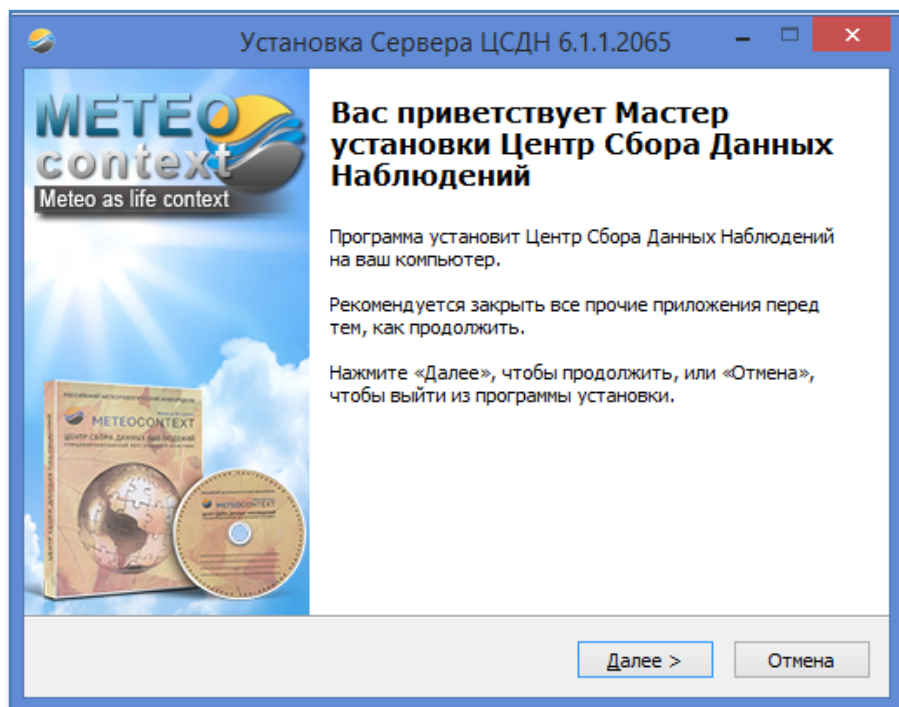 Установка Сервера ЦСДН 6.1.1.2065
METEO
context
Meteo as life context
Вас приветствует Мастер
установки Центр Сбора Данных
Наблюдений
Программа установит Центр Сбора Данных Наблюдений
на ваш компьютер.
Рекомендуется закрыть все прочие приложения перед
тем, как продолжить.
Нажмите «Далее», чтобы продолжить, или «Отмена»,
чтобы выйти из программы установки.
METEOCONTEXT
ЦЕНТР СБОРА ДАННЫХ НАБЛЮДЕНИЙ
METEOCONTEXT
Далее >
Отмена